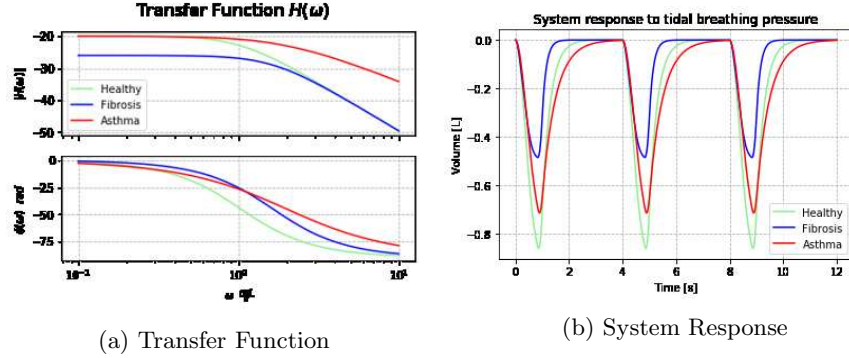 Transfer Function H(ω)
|H(ω)|
−20
−30
−40
−50
Healthy
Fibrosis
Asthma
ϕ(ω) rad
0
−25
−50
−75
10⁻¹
10⁰
10¹
ω
(a) Transfer Function
System response to tidal breathing pressure
Volume [L]
0.0
−0.2
−0.4
−0.6
−0.8
Healthy
Fibrosis
Asthma
0
2
4
6
8
10
12
Time [s]
(b) System Response